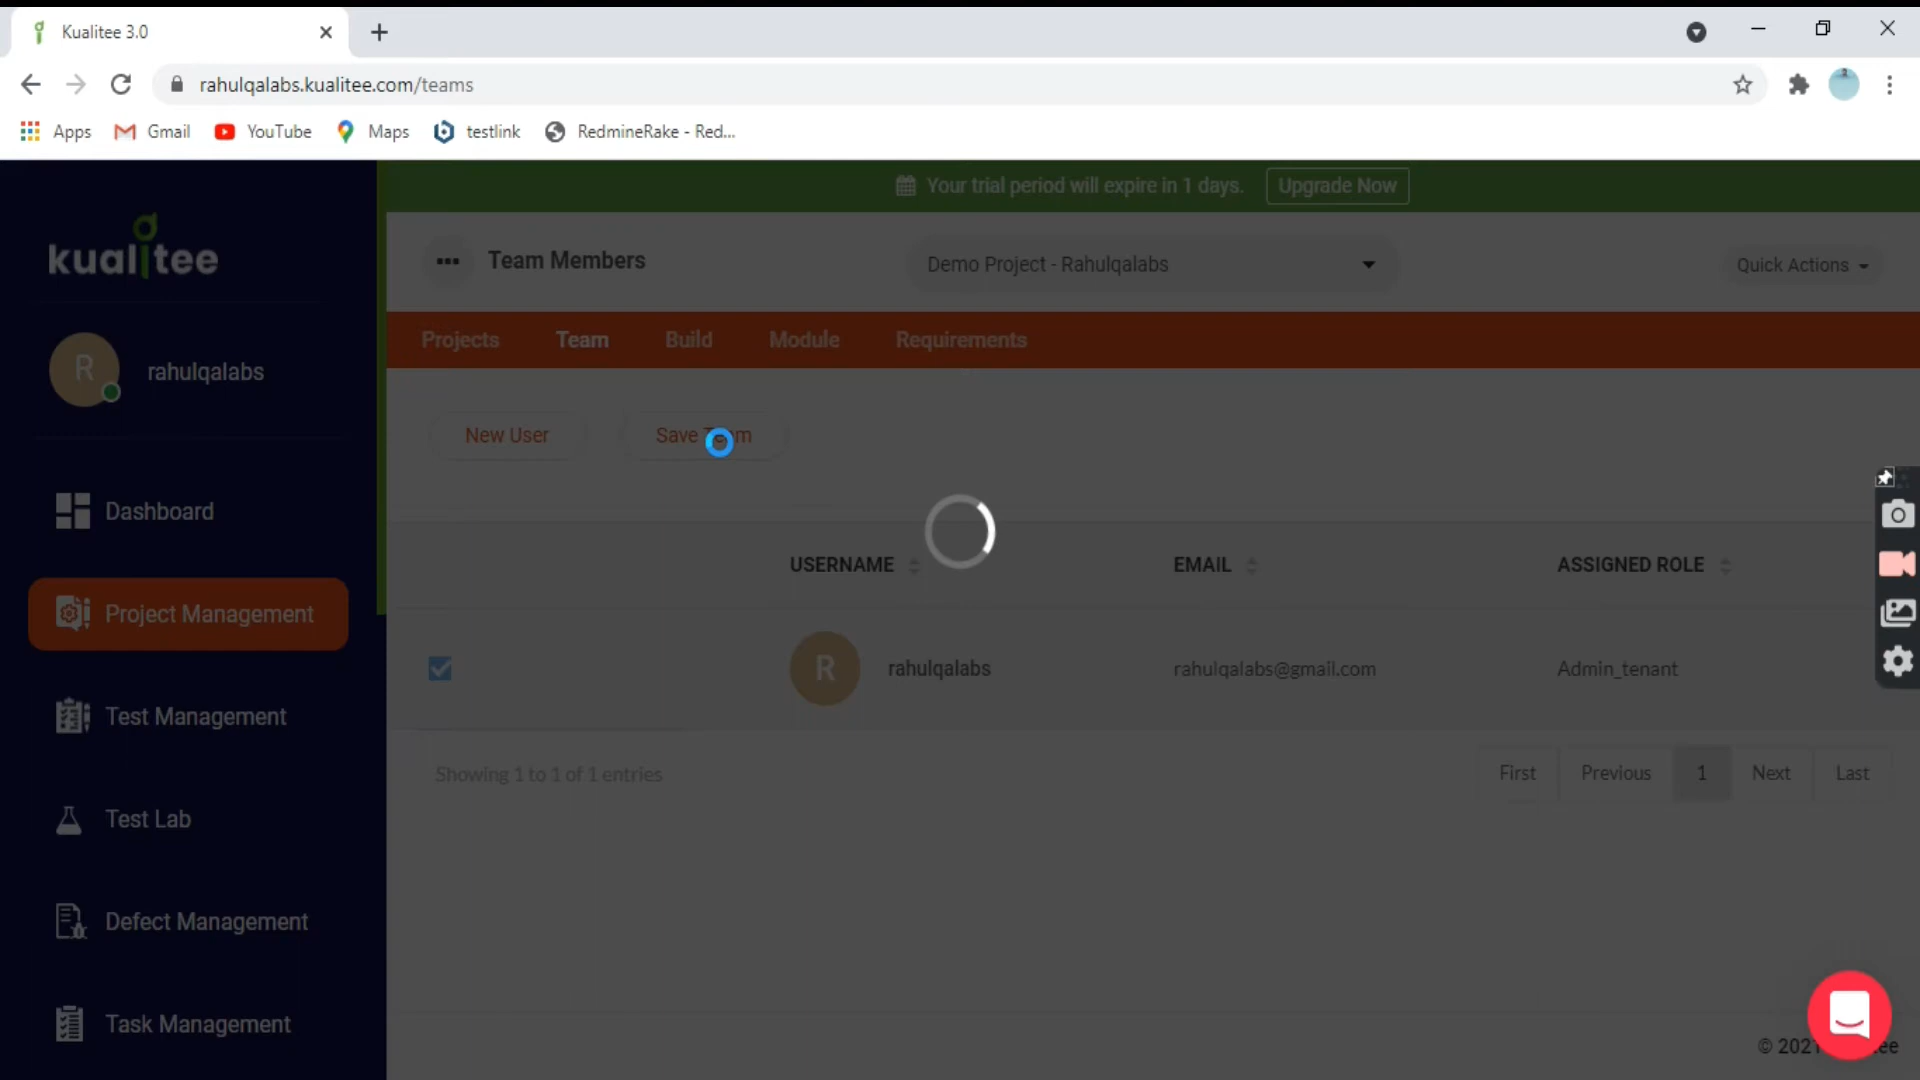 Kualitee 3.0
rahulqalabs.kualitee.com/teams
Apps Gmail YouTube Maps testlink RedmineRake - Red...
Your trial period will expire in 1 days. Upgrade Now
kualitee
Team Members Demo Project - Rahulqalabs Quick Actions
Projects Team Build Module Requirements
R rahulqalabs
New User Save
Dashboard
USERNAME EMAIL ASSIGNED ROLE
Project Management
R rahulqalabs rahulqalabs@gmail.com Admin_tenant
Test Management
Showing 1 to 1 of 1 entries First Previous 1 Next Last
Test Lab
Defect Management
Task Management
©